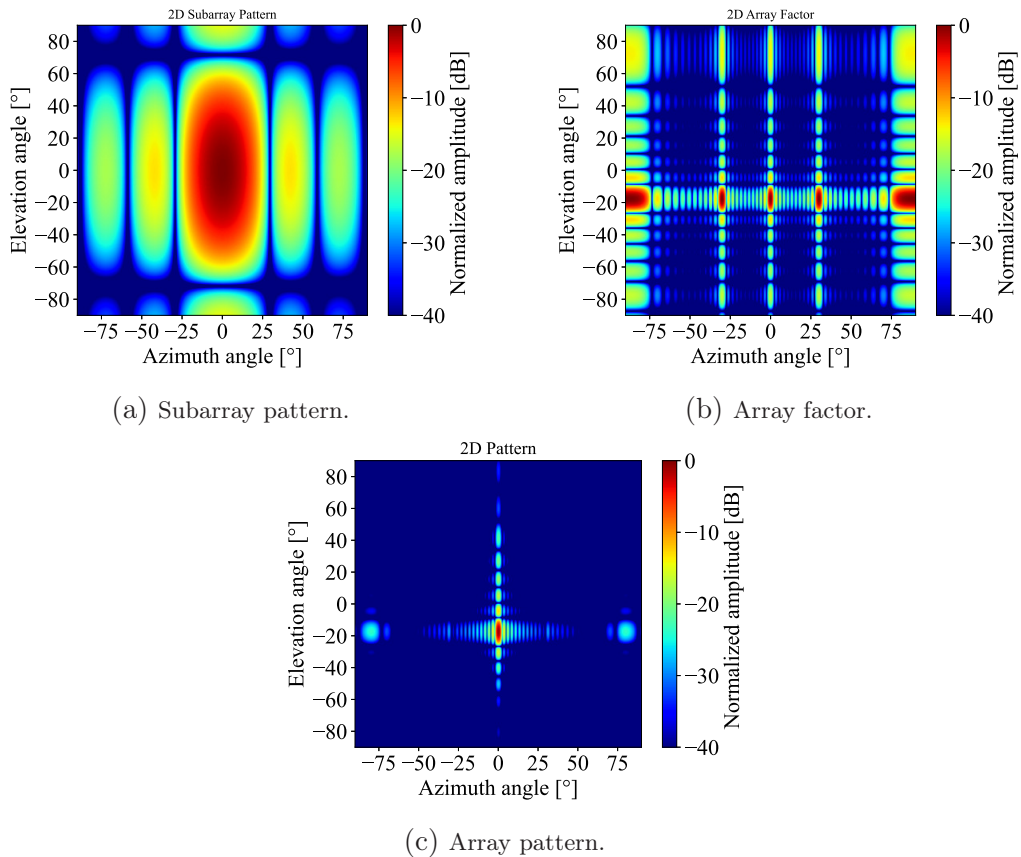 2D Subarray Pattern
Elevation angle [°]
80
60
40
20
0
−20
−40
−60
−80
−75 −50 −25 0 25 50 75
Azimuth angle [°]
0
−10
−20
−30
−40
Normalized amplitude [dB]
(a) Subarray pattern.
2D Array Factor
Elevation angle [°]
80
60
40
20
0
−20
−40
−60
−80
−75 −50 −25 0 25 50 75
Azimuth angle [°]
0
−10
−20
−30
−40
Normalized amplitude [dB]
(b) Array factor.
2D Pattern
Elevation angle [°]
80
60
40
20
0
−20
−40
−60
−80
−75 −50 −25 0 25 50 75
Azimuth angle [°]
0
−10
−20
−30
−40
Normalized amplitude [dB]
(c) Array pattern.